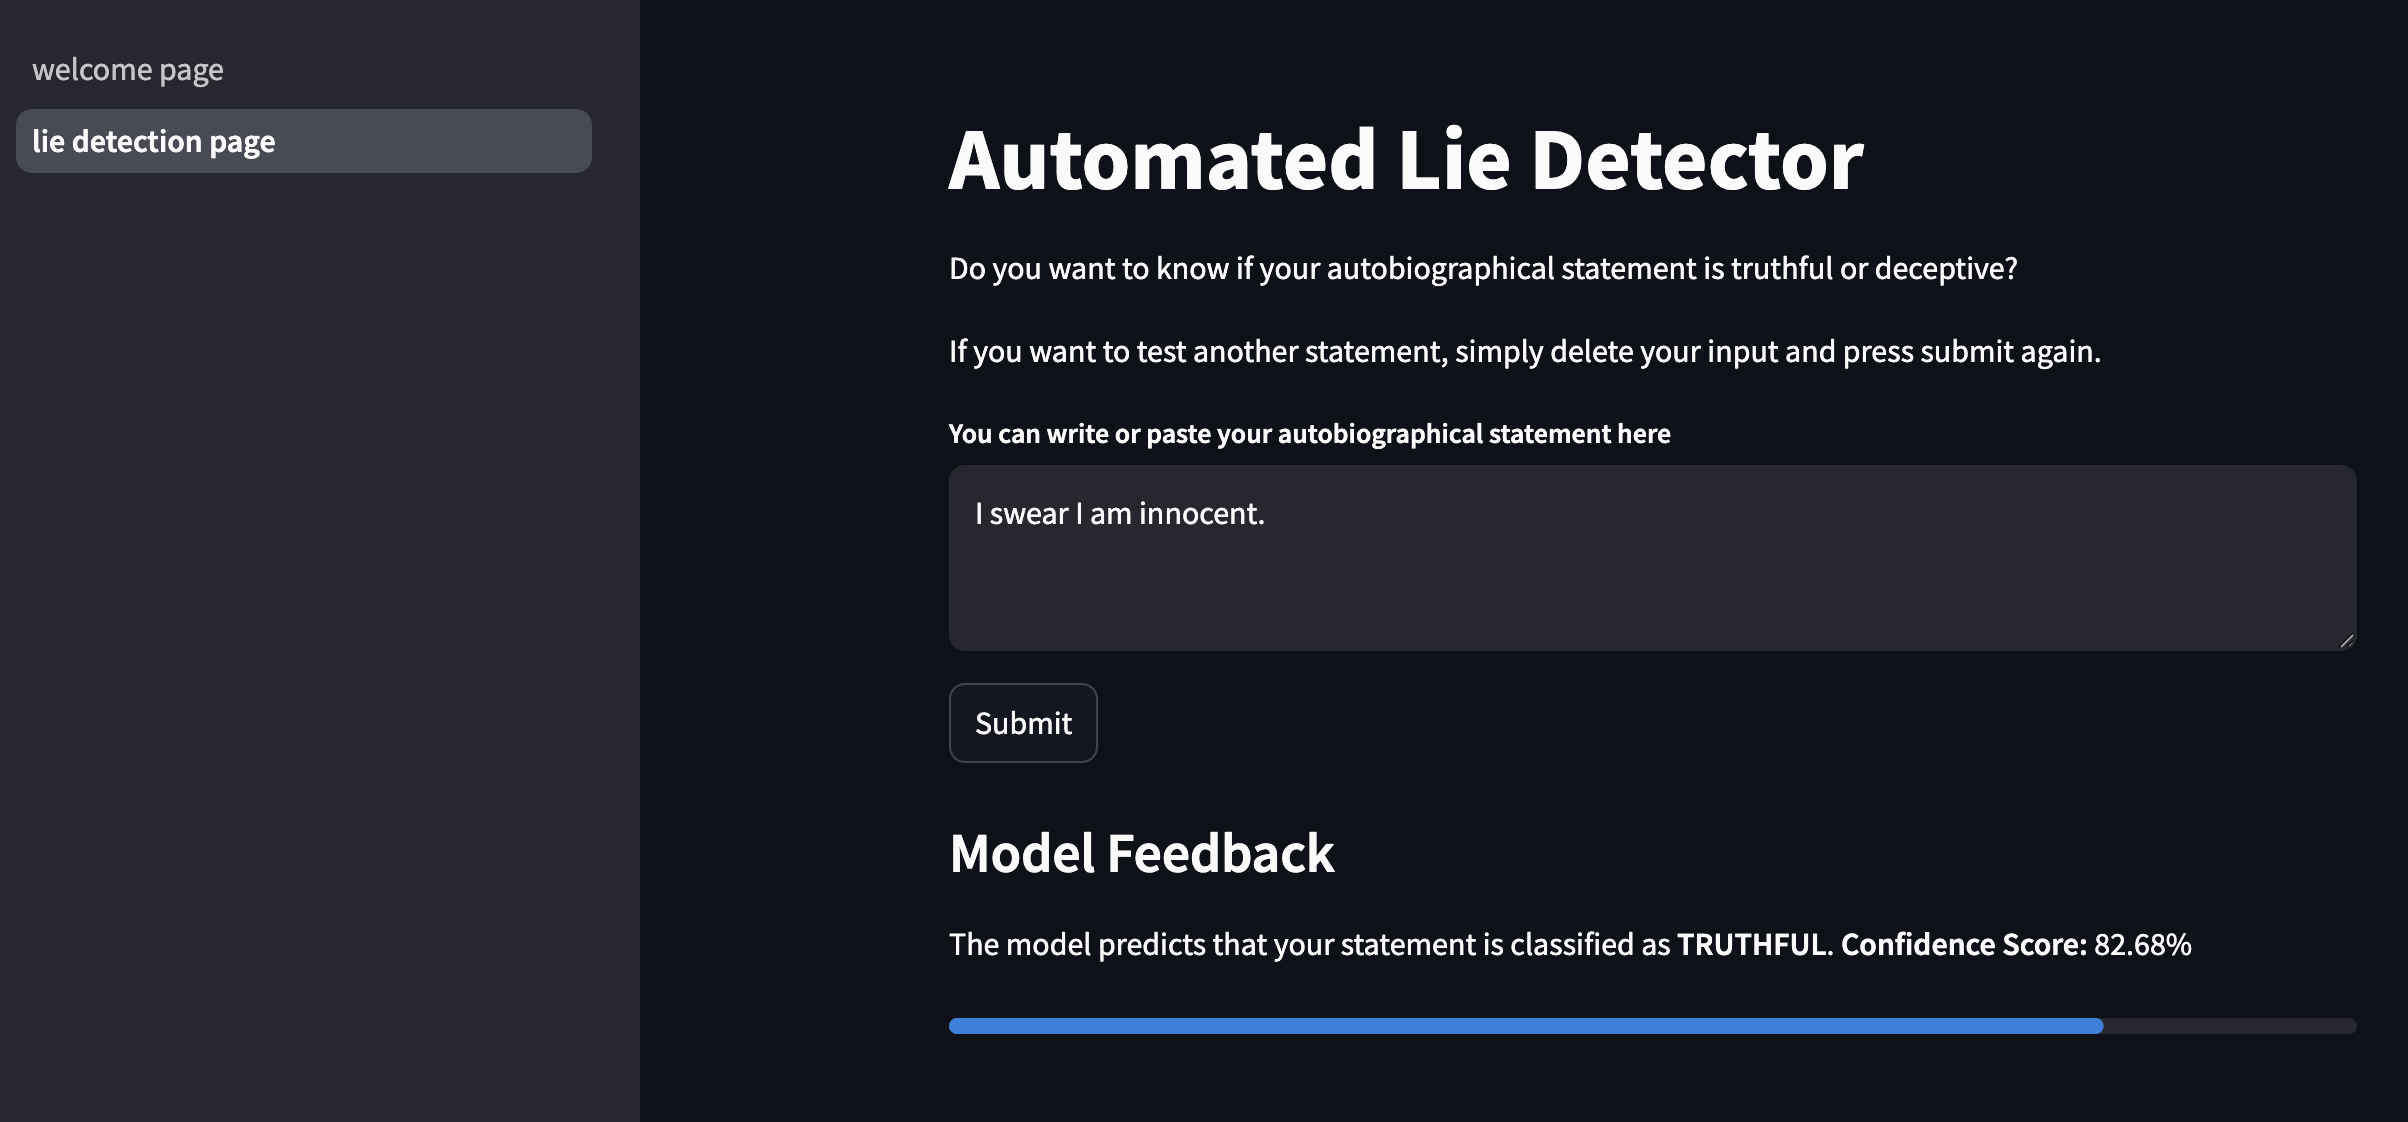 welcome page
lie detection page
Automated Lie Detector
Do you want to know if your autobiographical statement is truthful or deceptive?
If you want to test another statement, simply delete your input and press submit again.
You can write or paste your autobiographical statement here
I swear I am innocent.
Submit
Model Feedback
The model predicts that your statement is classified as TRUTHFUL. Confidence Score: 82.68%